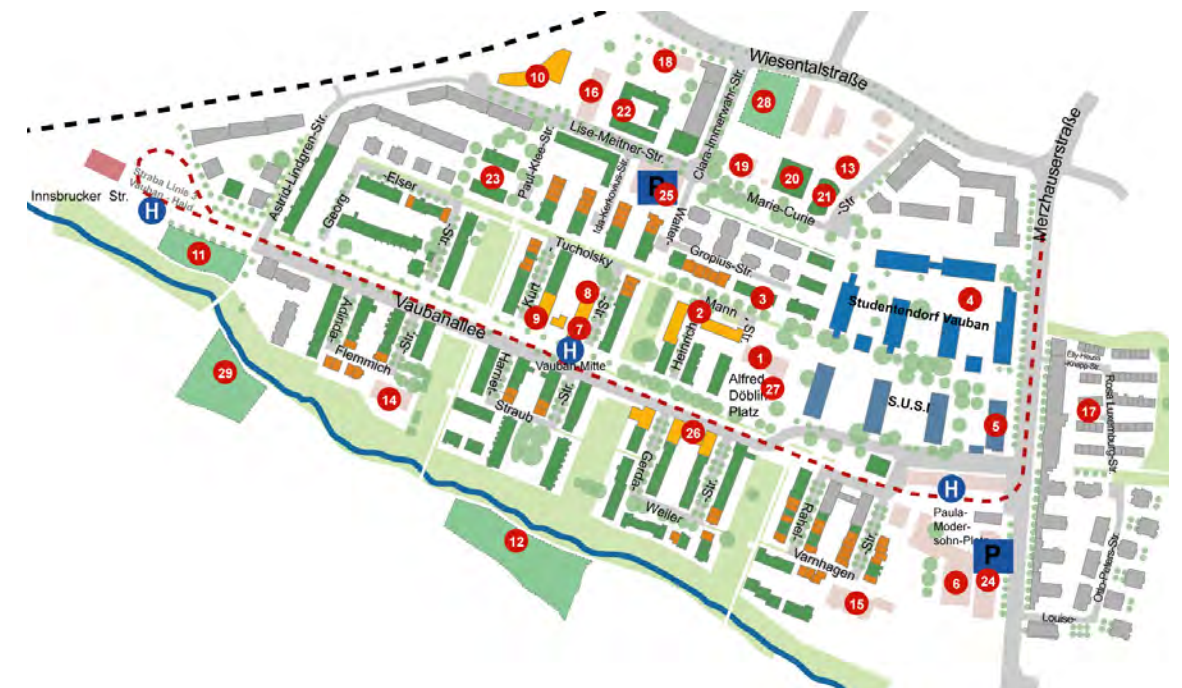 Wiesentalstraße
10
18
16
22
28
Lise-Meitner-Str.
Clara-Immerwahr-Str.
Merzhauserstraße
Straba Linie 3
Vauban - Haid
Innsbrucker Str.
H
Astrid-Lindgren-Str.
Georg
-Elser
-Str.-
23
Paul-Klee-Str.
Ida-Kerkorius-Str.
P
25
19
20
13
21
Marie-Curie
-Str.
Walter-
Gropius-Str.
11
Tucholsky
Kurt
-Str.-
8
9
7
H
Vauban-Mitte
Vaubanallee
Mann
-Str.
2
3
Heinrich
1
27
Alfred
Döblin
Platz
4
Studentendorf Vauban
S.U.S.I
5
Elly-Heuss
-Knapp-Str.
Rosa Luxemburg-Str.
17
Adinda-
Flemmich
-Str.
14
29
Harriet-
Straub
-Str.
26
Gerda-
Weiler
-Str.
12
Rahel-
Varnhagen
-Str.
15
H
Paula-
Moder-
sohn-Platz
P
24
6
Otto-Peters-Str.
Louise-